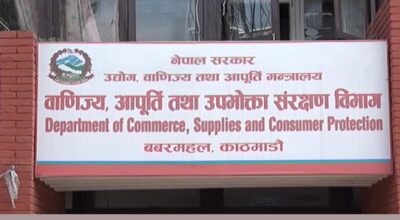 नेपाल सरकार
उद्योग, वाणिज्य तथा आपूर्ति मन्त्रालय
वाणिज्य, आपूर्ति तथा उपभोक्ता संरक्षण विभाग
Department of Commerce, Supplies and Consumer Protection
बबरमहल, काठमाडौं